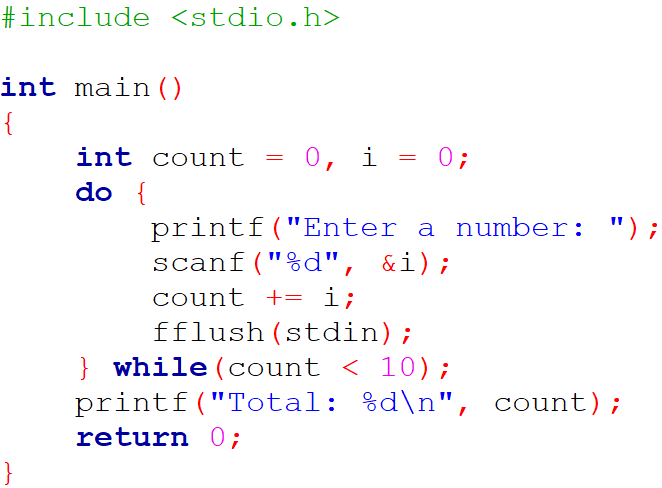 #include <stdio.h>
int main()
{
    int count = 0, i = 0;
    do {
        printf("Enter a number: ");
        scanf("%d", &i);
        count += i;
        fflush(stdin);
    } while(count < 10);
    printf("Total: %d\n", count);
    return 0;
}